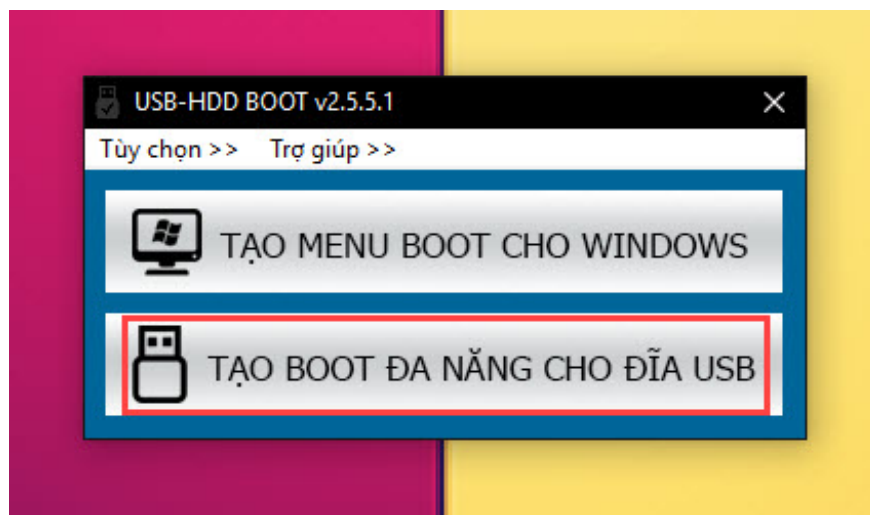 USB-HDD BOOT v2.5.5.1
Tùy chọn >> Trợ giúp >>
TẠO MENU BOOT CHO WINDOWS
TẠO BOOT ĐA NĂNG CHO ĐĨA USB